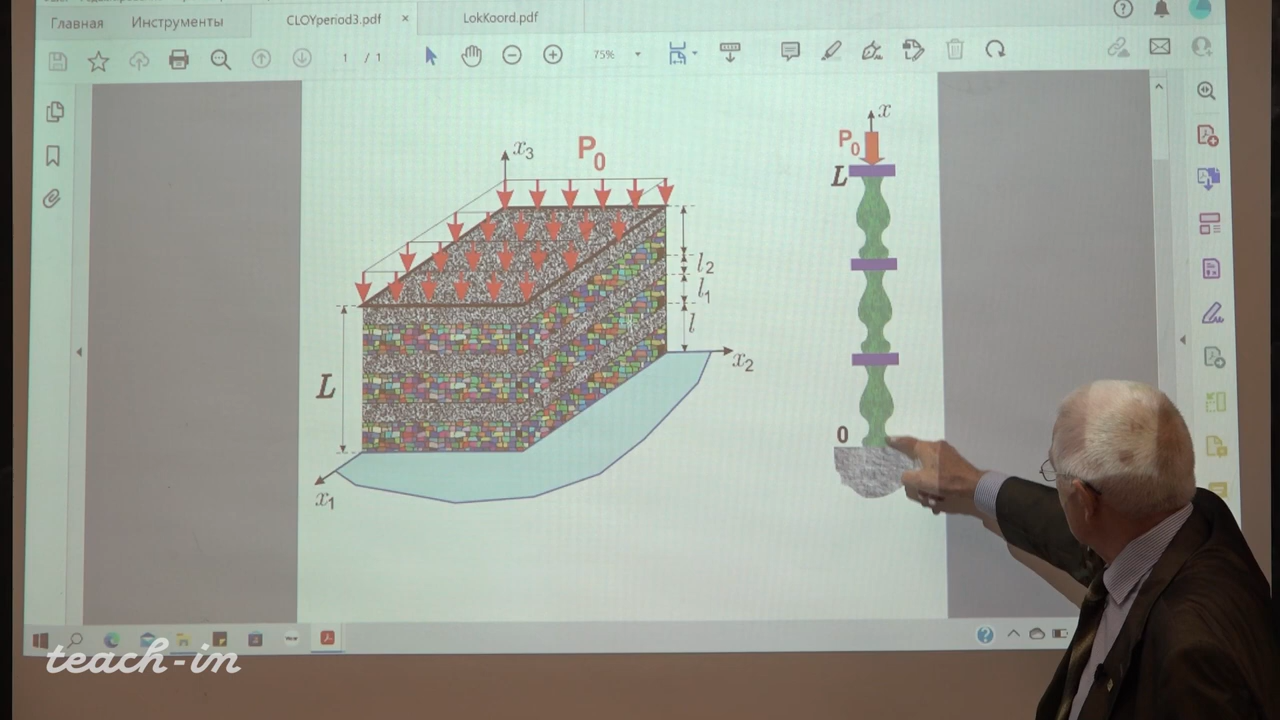 Главная Инструменты CLOYperiod3.pdf × LokKoord.pdf
1 / 1 75%
x
x₃ P₀ P₀
L
l₂
l₁
l
x₂
L
0
x₁
teach-in